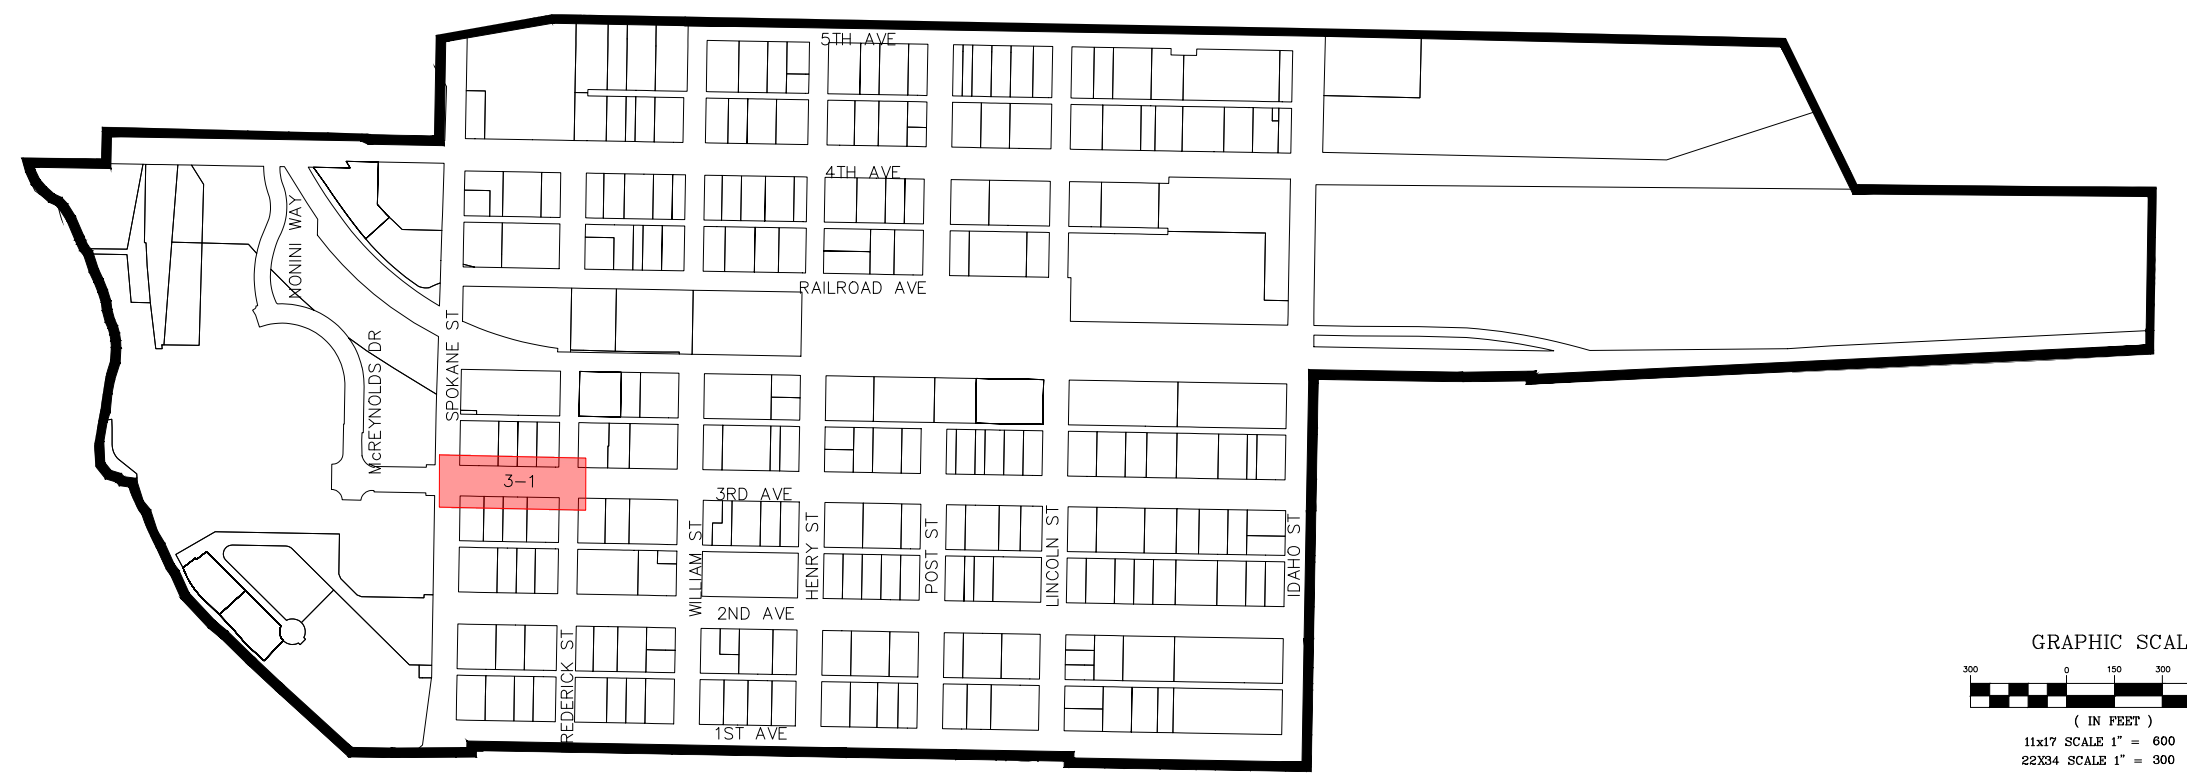 5TH AVE
4TH AVE
NONINI WAY
RAILROAD AVE
SPOKANE ST
McREYNOLDS DR
3-1
3RD AVE
WILLIAM ST
HENRY ST
POST ST
LINCOLN ST
IDAHO ST
2ND AVE
FREDERICK ST
1ST AVE
GRAPHIC SCAL
300 0 150 300
( IN FEET )
11x17 SCALE 1" = 600
22X34 SCALE 1" = 300